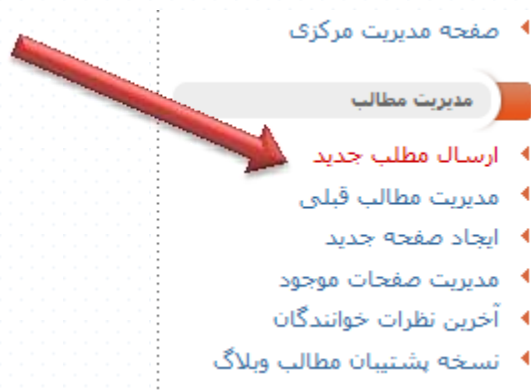 صفحه مدیریت مرکزی
مدیریت مطالب
ارسال مطلب جدید
مدیریت مطالب قبلی
ایجاد صفحه جدید
مدیریت صفحات موجود
آخرین نظرات خوانندگان
نسخه پشتیبان مطالب وبلاگ